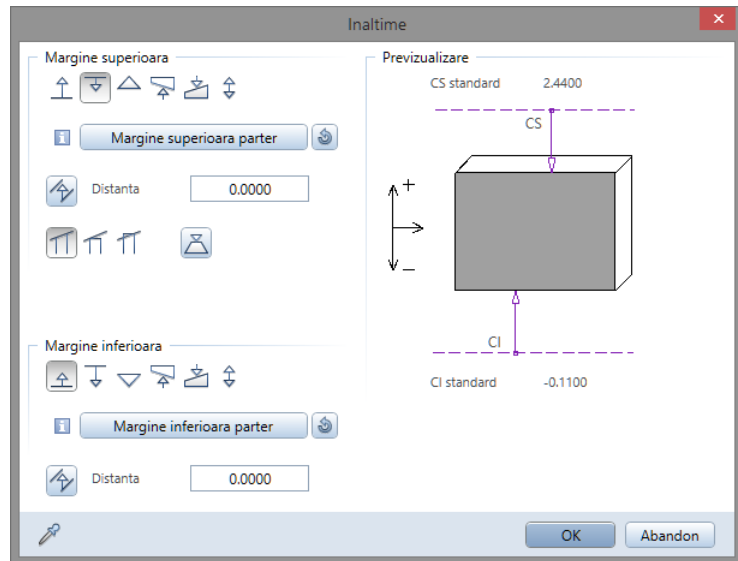 Inaltime
Margine superioara
Margine superioara parter
Distanta 0.0000
Margine inferioara
Margine inferioara parter
Distanta 0.0000
Previzualizare
CS standard 2.4400
CS
+
−
CI
CI standard -0.1100
OK Abandon